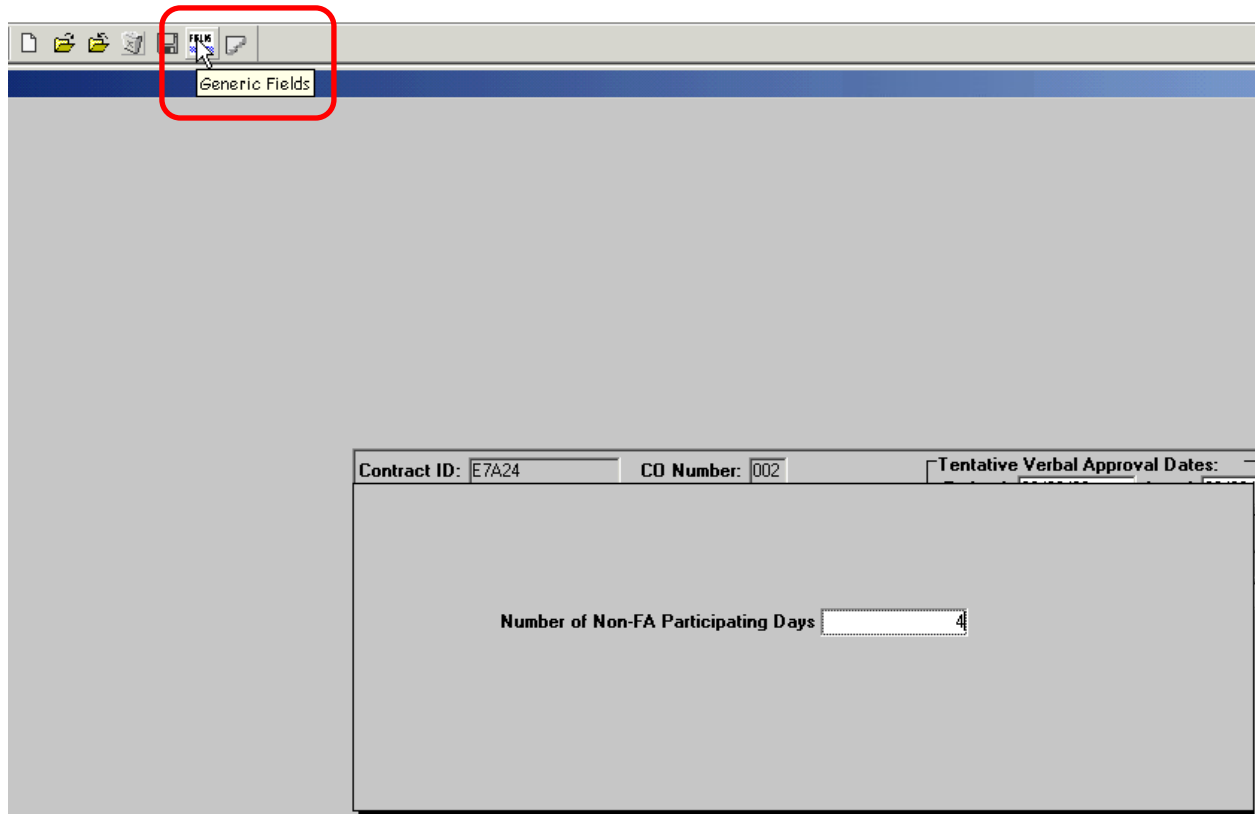 FELDS
Generic Fields
Contract ID: E7A24 CO Number: 002 Tentative Verbal Approval Dates:
Number of Non-FA Participating Days 4